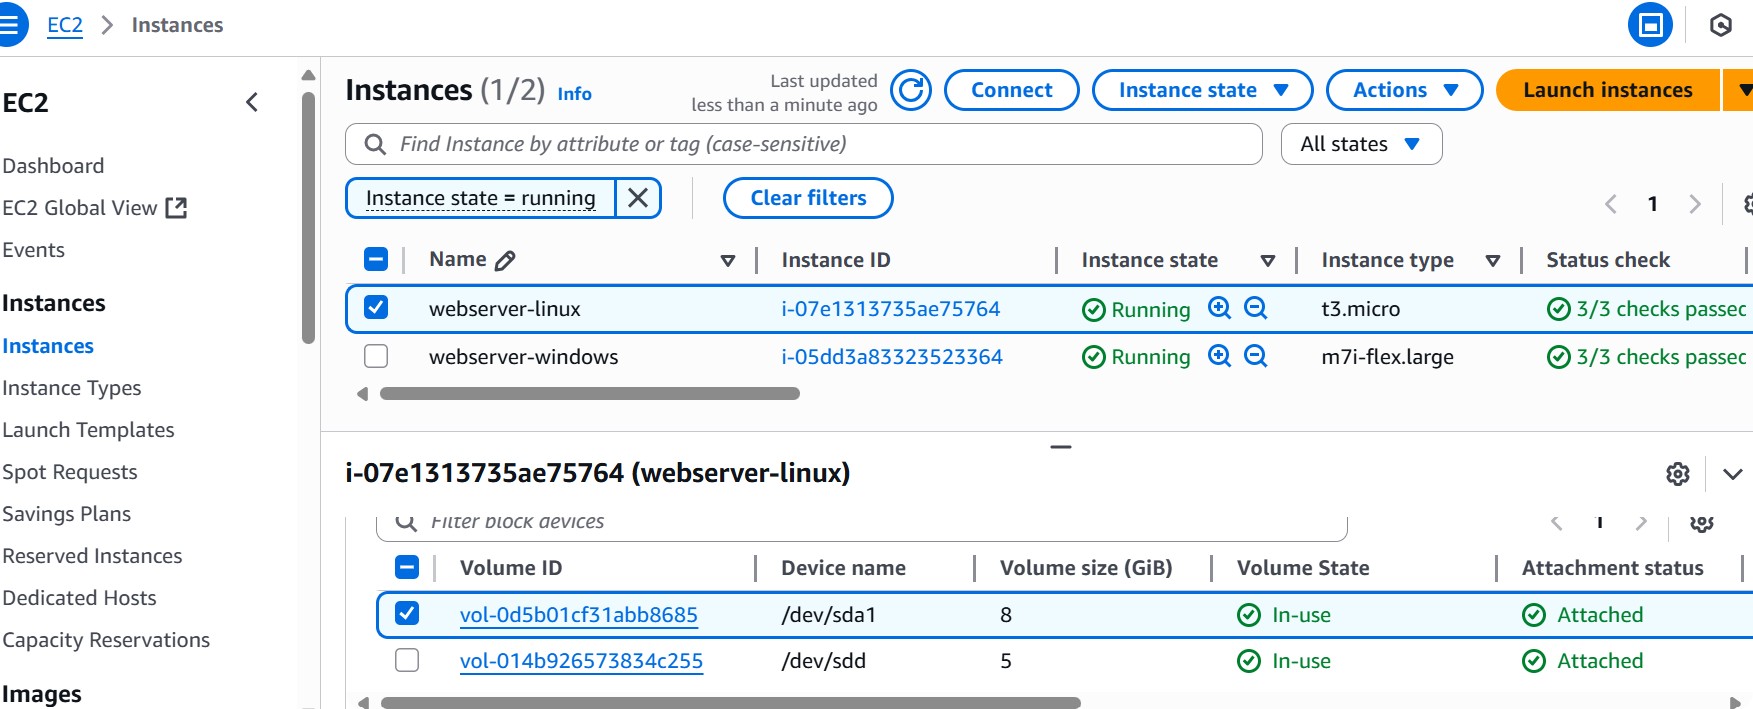 EC2 > Instances
EC2
Dashboard
EC2 Global View
Events
Instances
Instances
Instance Types
Launch Templates
Spot Requests
Savings Plans
Reserved Instances
Dedicated Hosts
Capacity Reservations
Images
Instances (1/2) Info
Last updated
less than a minute ago
Connect
Instance state
Actions
Launch instances
Find Instance by attribute or tag (case-sensitive)
All states
Instance state = running
Clear filters
1
Name Instance ID Instance state Instance type Status check
webserver-linux i-07e1313735ae75764 Running t3.micro 3/3 checks passec
webserver-windows i-05dd3a83323523364 Running m7i-flex.large 3/3 checks passec
i-07e1313735ae75764 (webserver-linux)
Filter block devices
1
Volume ID Device name Volume size (GiB) Volume State Attachment status
vol-0d5b01cf31abb8685 /dev/sda1 8 In-use Attached
vol-014b926573834c255 /dev/sdd 5 In-use Attached